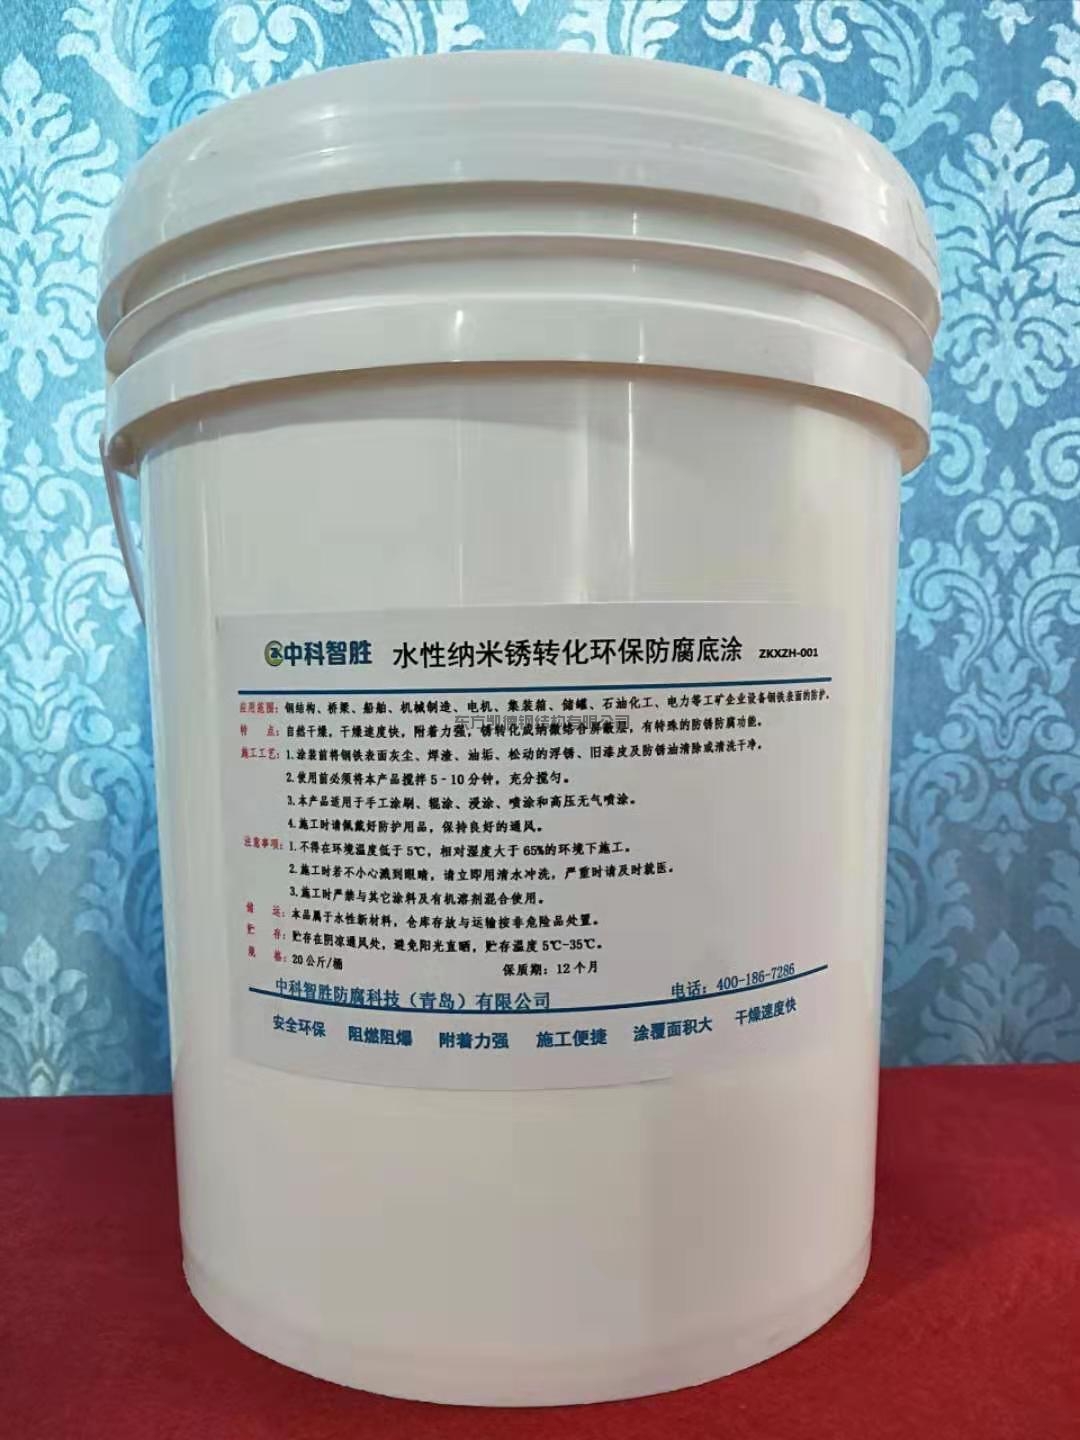 中科智胜 水性纳米锈转化环保防腐底涂 ZKXZH-001
应用范围：钢结构、桥梁、船舶、机械制造、电机、集装箱、储罐、石油化工、电力等工矿企业设备钢铁表面的防护。
东方凯德钢结构有限公司
特 点：自然干燥，干燥速度快，附着力强，锈转化成纳微络合屏蔽层，有特殊的防锈防腐功能。
施工工艺：1.涂装前将钢铁表面灰尘、焊渣、油垢、松动的浮锈、旧漆皮及防锈油清除或清洗干净。
2.使用前必须将本产品搅拌5-10分钟，充分搅匀。
3.本产品适用于手工涂刷、辊涂、浸涂、喷涂和高压无气喷涂。
4.施工时请佩戴好防护用品，保持良好的通风。
注意事项：1.不得在环境温度低于5℃，相对湿度大于65%的环境下施工。
2.施工时若不小心溅到眼睛，请立即用清水冲洗，严重时请及时就医。
3.施工时严禁与其它涂料及有机溶剂混合使用。
储 运：本品属于水性新材料，仓库存放与运输按非危险品处置。
贮 存：贮存在阴凉通风处，避免阳光直晒，贮存温度5℃-35℃。
规 格：20公斤/桶 保质期：12个月
中科智胜防腐科技（青岛）有限公司 电话：400-186-7286
安全环保 阻燃阻爆 附着力强 施工便捷 涂覆面积大 干燥速度快